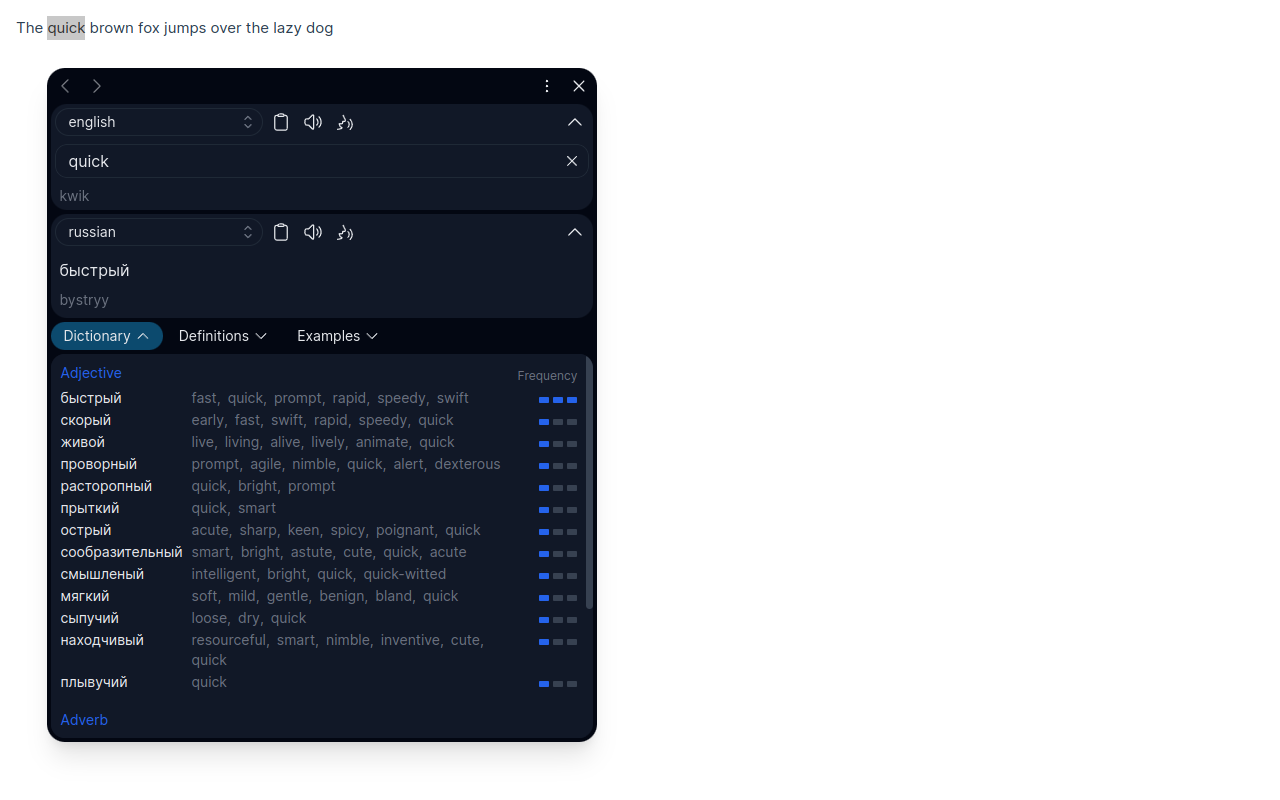 The quick brown fox jumps over the lazy dog
english
quick
kwik
russian
быстрый
bystryy
Dictionary Definitions Examples
Adjective Frequency
быстрый fast, quick, prompt, rapid, speedy, swift
скорый early, fast, swift, rapid, speedy, quick
живой live, living, alive, lively, animate, quick
проворный prompt, agile, nimble, quick, alert, dexterous
расторопный quick, bright, prompt
прыткий quick, smart
острый acute, sharp, keen, spicy, poignant, quick
сообразительный smart, bright, astute, cute, quick, acute
смышленый intelligent, bright, quick, quick-witted
мягкий soft, mild, gentle, benign, bland, quick
сыпучий loose, dry, quick
находчивый resourceful, smart, nimble, inventive, cute,
quick
плывучий quick
Adverb